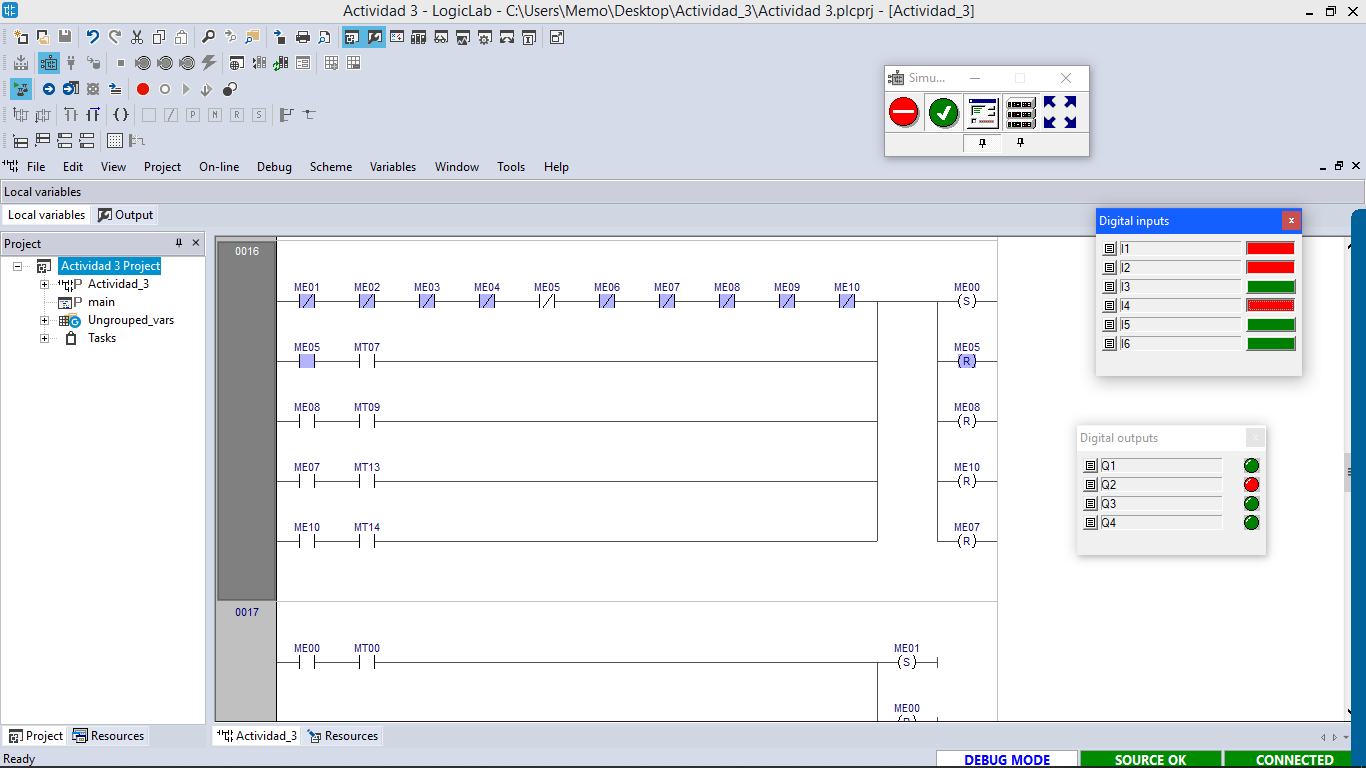 Actividad 3 - LogicLab - C:\Users\Memo\Desktop\Actividad_3\Actividad 3.plcprj - [Actividad_3]
Simu...
File Edit View Project On-line Debug Scheme Variables Window Tools Help
Local variables
Local variables Output
Project
Actividad 3 Project
Actividad_3
main
Ungrouped_vars
Tasks
0016
ME01 ME02 ME03 ME04 ME05 ME06 ME07 ME08 ME09 ME10 ME00
S
ME05 MT07 ME05
R
ME08 MT09 ME08
R
ME07 MT13 ME10
R
ME10 MT14 ME07
R
0017
ME00 MT00 ME01
S
ME00
Digital inputs
I1
I2
I3
I4
I5
I6
Digital outputs
Q1
Q2
Q3
Q4
Project Resources
Actividad_3 Resources
Ready
DEBUG MODE SOURCE OK CONNECTED